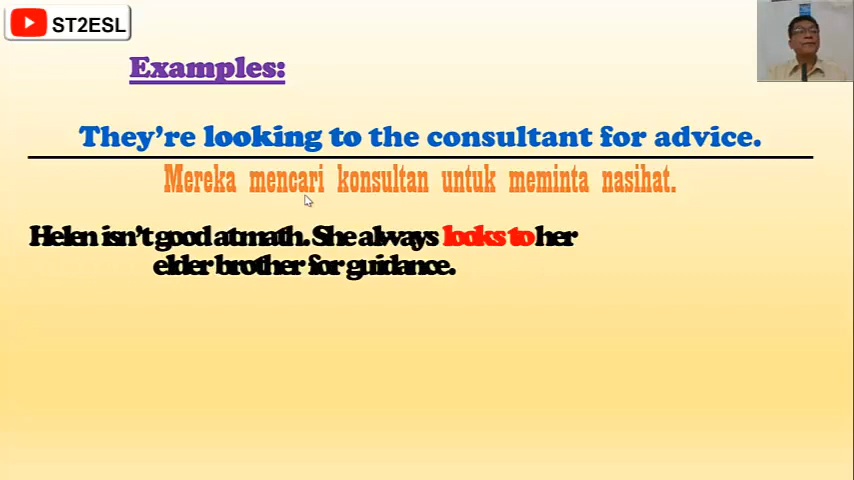 ST2ESL
Examples:
They're looking to the consultant for advice.
Mereka mencari konsultan untuk meminta nasihat.
Helen isn't good at math. She always looks to her
elder brother for guidance.